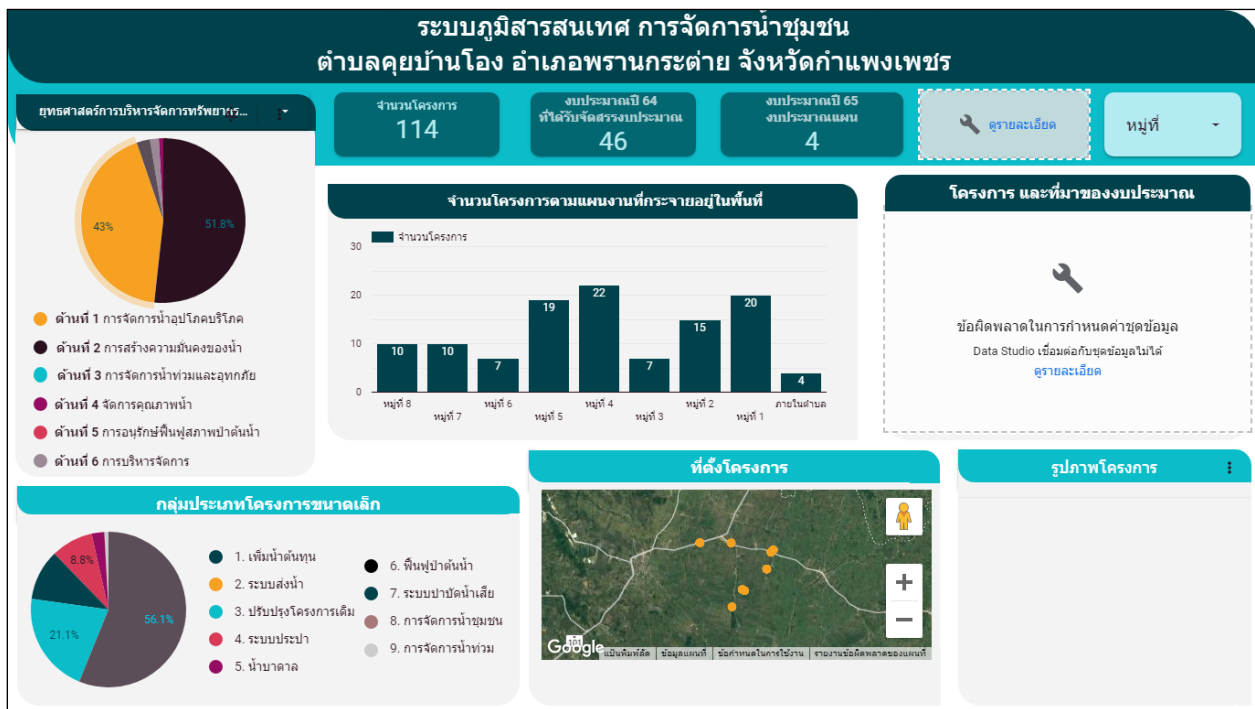 ระบบภูมิสารสนเทศ การจัดการน้ำชุมชน
ตำบลคุยบ้านโอง อำเภอพรานกระต่าย จังหวัดกำแพงเพชร
ยุทธศาสตร์การบริหารจัดการทรัพยากร...
จำนวนโครงการ
114
งบประมาณปี 64
ที่ได้รับจัดสรรงบประมาณ
46
งบประมาณปี 65
งบประมาณแผน
4
ดูรายละเอียด
หมู่ที่
43%
51.8%
ด้านที่ 1 การจัดการน้ำอุปโภคบริโภค
ด้านที่ 2 การสร้างความมั่นคงของน้ำ
ด้านที่ 3 การจัดการน้ำท่วมและอุทกภัย
ด้านที่ 4 จัดการคุณภาพน้ำ
ด้านที่ 5 การอนุรักษ์ฟื้นฟูสภาพป่าต้นน้ำ
ด้านที่ 6 การบริหารจัดการ
จำนวนโครงการตามแผนงานที่กระจายอยู่ในพื้นที่
จำนวนโครงการ
30
20
10
0
10
10
7
19
22
7
15
20
4
หมู่ที่ 8
หมู่ที่ 7
หมู่ที่ 6
หมู่ที่ 5
หมู่ที่ 4
หมู่ที่ 3
หมู่ที่ 2
หมู่ที่ 1
ภายในตำบล
โครงการ และที่มาของงบประมาณ
ข้อผิดพลาดในการกำหนดค่าชุดข้อมูล
Data Studio เชื่อมต่อกับชุดข้อมูลไม่ได้
ดูรายละเอียด
กลุ่มประเภทโครงการขนาดเล็ก
8.8%
21.1%
56.1%
1. เพิ่มน้ำต้นทุน
2. ระบบส่งน้ำ
3. ปรับปรุงโครงการเดิม
4. ระบบประปา
5. น้ำบาดาล
6. ฟื้นฟูป่าต้นน้ำ
7. ระบบบำบัดน้ำเสีย
8. การจัดการน้ำชุมชน
9. การจัดการน้ำท่วม
ที่ตั้งโครงการ
101
Google
แป้นพิมพ์ลัด
ข้อมูลแผนที่
ข้อกำหนดในการใช้งาน
รายงานข้อผิดพลาดของแผนที่
รูปภาพโครงการ